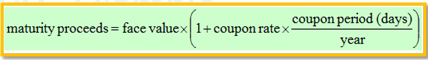 maturity proceeds = face value × (1 + coupon rate × coupon period (days) / year)